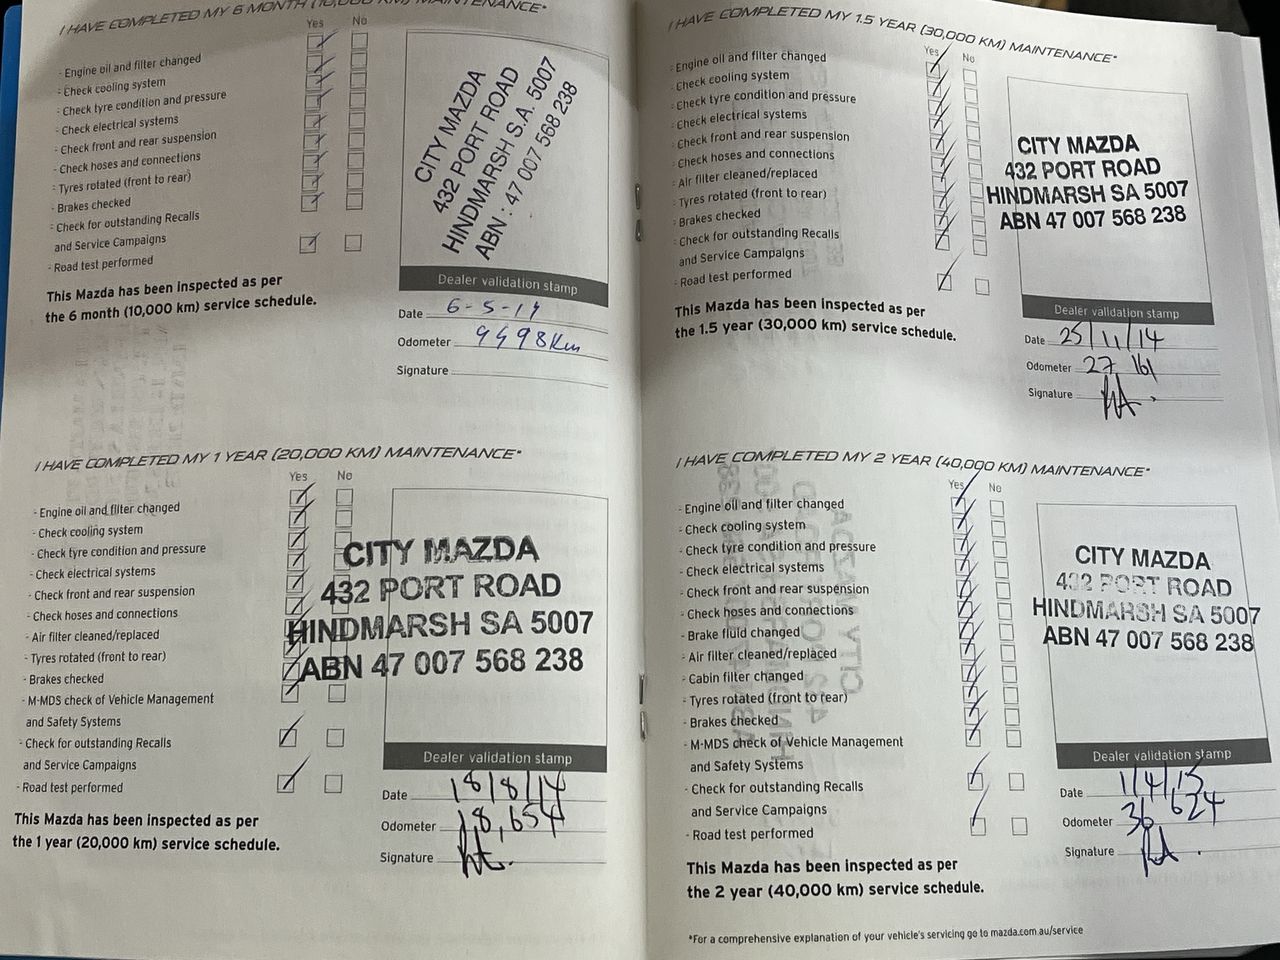 I HAVE COMPLETED MY 6 MONTH (10,000 KM) MAINTENANCE*
Yes No
- Engine oil and filter changed
- Check cooling system
- Check tyre condition and pressure
- Check electrical systems
- Check front and rear suspension
- Check hoses and connections
- Tyres rotated (front to rear)
- Brakes checked
- Check for outstanding Recalls
and Service Campaigns
- Road test performed
This Mazda has been inspected as per
the 6 month (10,000 km) service schedule.
CITY MAZDA
432 PORT ROAD
HINDMARSH S.A. 5007
ABN : 47 007 568 238
Dealer validation stamp
Date 6-5-14
Odometer 9498Km
Signature
I HAVE COMPLETED MY 1 YEAR (20,000 KM) MAINTENANCE*
Yes No
- Engine oil and filter changed
- Check cooling system
- Check tyre condition and pressure
- Check electrical systems
- Check front and rear suspension
- Check hoses and connections
- Air filter cleaned/replaced
- Tyres rotated (front to rear)
- Brakes checked
- M-MDS check of Vehicle Management
and Safety Systems
- Check for outstanding Recalls
and Service Campaigns
- Road test performed
This Mazda has been inspected as per
the 1 year (20,000 km) service schedule.
CITY MAZDA
432 PORT ROAD
HINDMARSH SA 5007
ABN 47 007 568 238
Dealer validation stamp
Date 18/8/14
Odometer 18,654
Signature
I HAVE COMPLETED MY 1.5 YEAR (30,000 KM) MAINTENANCE*
Yes No
- Engine oil and filter changed
- Check cooling system
- Check tyre condition and pressure
- Check electrical systems
- Check front and rear suspension
- Check hoses and connections
- Air filter cleaned/replaced
- Tyres rotated (front to rear)
- Brakes checked
- Check for outstanding Recalls
and Service Campaigns
- Road test performed
This Mazda has been inspected as per
the 1.5 year (30,000 km) service schedule.
CITY MAZDA
432 PORT ROAD
HINDMARSH SA 5007
ABN 47 007 568 238
Dealer validation stamp
Date 25/11/14
Odometer 27 161
Signature
I HAVE COMPLETED MY 2 YEAR (40,000 KM) MAINTENANCE*
Yes No
- Engine oil and filter changed
- Check cooling system
- Check tyre condition and pressure
- Check electrical systems
- Check front and rear suspension
- Check hoses and connections
- Brake fluid changed
- Air filter cleaned/replaced
- Cabin filter changed
- Tyres rotated (front to rear)
- Brakes checked
- M-MDS check of Vehicle Management
and Safety Systems
- Check for outstanding Recalls
and Service Campaigns
- Road test performed
This Mazda has been inspected as per
the 2 year (40,000 km) service schedule.
CITY MAZDA
432 PORT ROAD
HINDMARSH SA 5007
ABN 47 007 568 238
Dealer validation stamp
Date 1/4/15
Odometer 36 624
Signature
*For a comprehensive explanation of your vehicle's servicing go to mazda.com.au/service